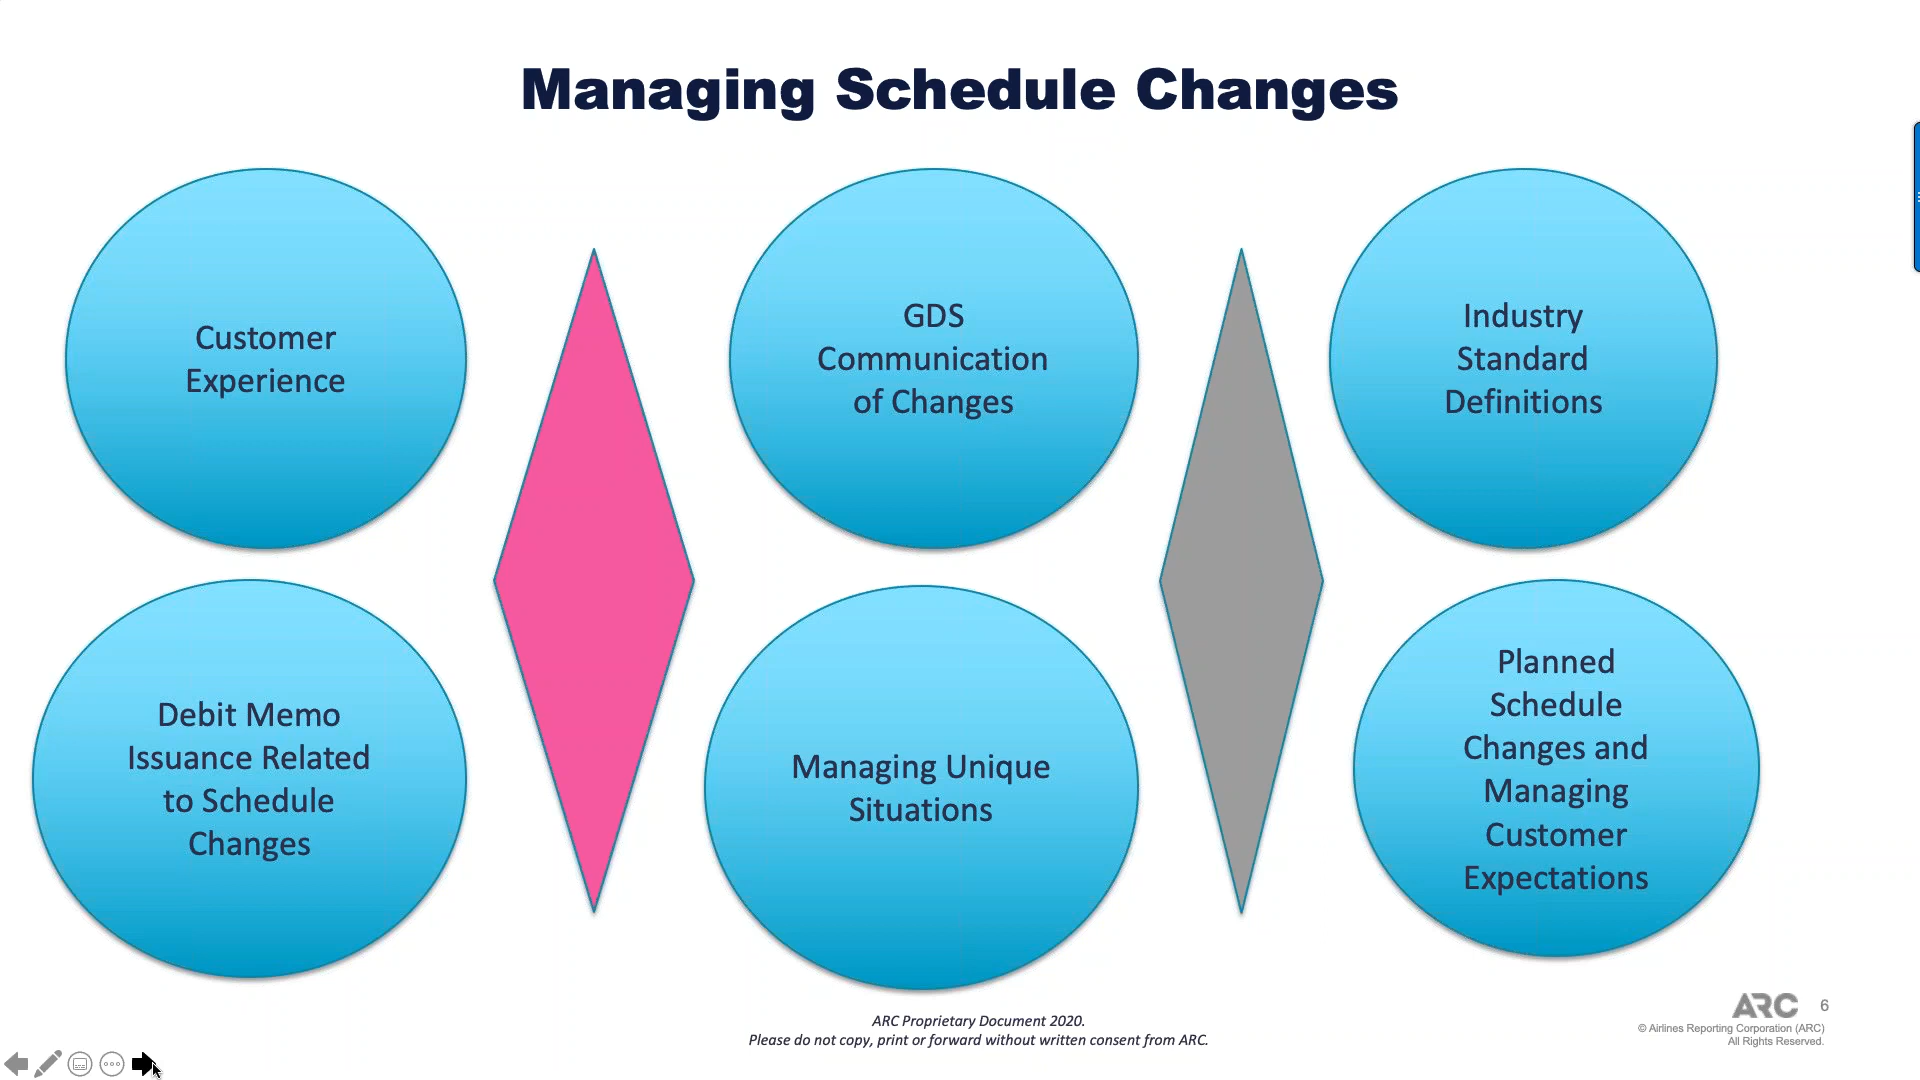 Managing Schedule Changes
Customer
Experience
GDS
Communication
of Changes
Industry
Standard
Definitions
Debit Memo
Issuance Related
to Schedule
Changes
Managing Unique
Situations
Planned
Schedule
Changes and
Managing
Customer
Expectations
ARC Proprietary Document 2020.
Please do not copy, print or forward without written consent from ARC.
ARC 6
© Airlines Reporting Corporation (ARC)
All Rights Reserved.